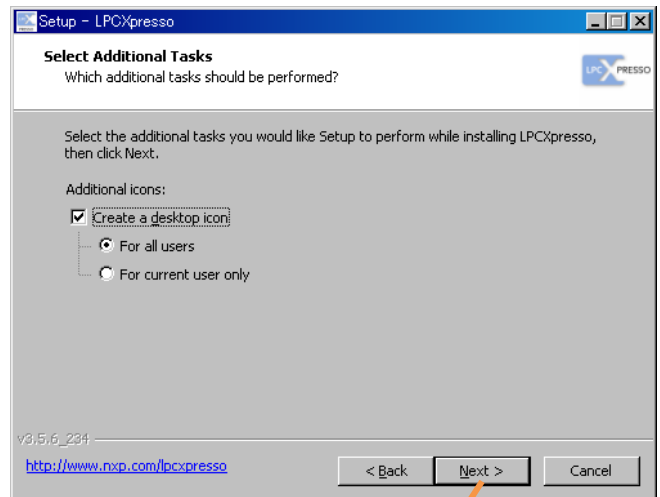 Setup - LPCXpresso
Select Additional Tasks
Which additional tasks should be performed?
LPC XPRESSO
Select the additional tasks you would like Setup to perform while installing LPCXpresso,
then click Next.
Additional icons:
Create a desktop icon
For all users
For current user only
v3.5.6_234
http://www.nxp.com/lpcxpresso
< Back
Next >
Cancel